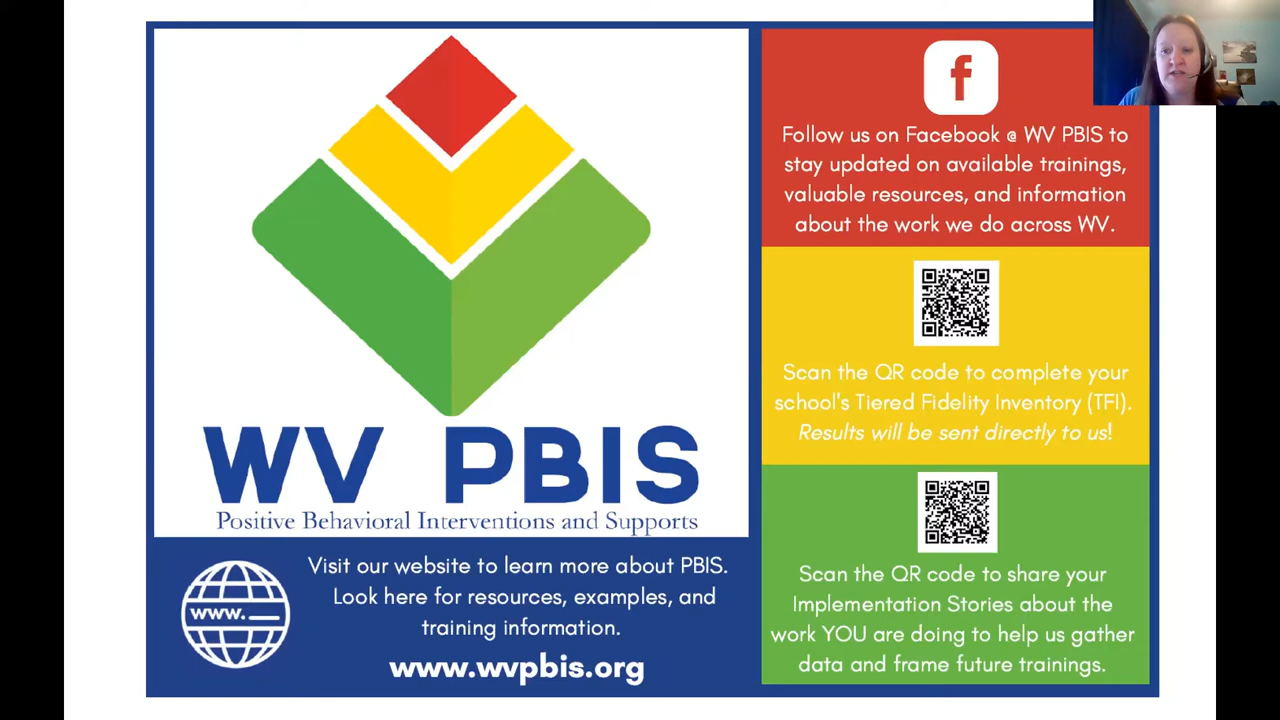 WV PBIS
Positive Behavioral Interventions and Supports
www.
Visit our website to learn more about PBIS.
Look here for resources, examples, and
training information.
www.wvpbis.org
f
Follow us on Facebook @ WV PBIS to
stay updated on available trainings,
valuable resources, and information
about the work we do across WV.
Scan the QR code to complete your
school's Tiered Fidelity Inventory (TFI).
Results will be sent directly to us!
Scan the QR code to share your
Implementation Stories about the
work YOU are doing to help us gather
data and frame future trainings.